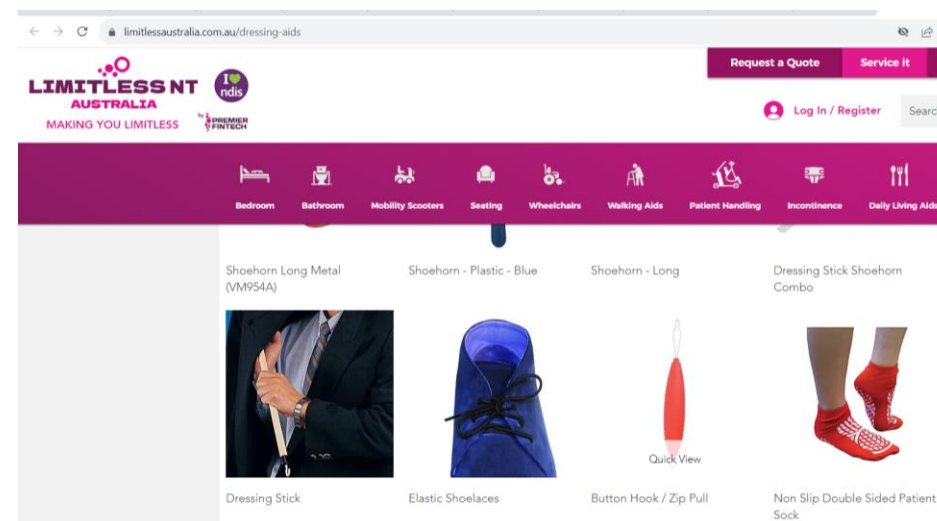 limitlessaustralia.com.au/dressing-aids
Request a Quote
Service it
LIMITLESS NT
AUSTRALIA
MAKING YOU LIMITLESS
I
ndis
by PREMIER
FINTECH
Log In / Register
Searc
Bedroom
Bathroom
Mobility Scooters
Seating
Wheelchairs
Walking Aids
Patient Handling
Incontinence
Daily Living Aids
Shoehorn Long Metal
(VM954A)
Shoehorn - Plastic - Blue
Shoehorn - Long
Dressing Stick Shoehorn
Combo
Quick View
Dressing Stick
Elastic Shoelaces
Button Hook / Zip Pull
Non Slip Double Sided Patient
Sock